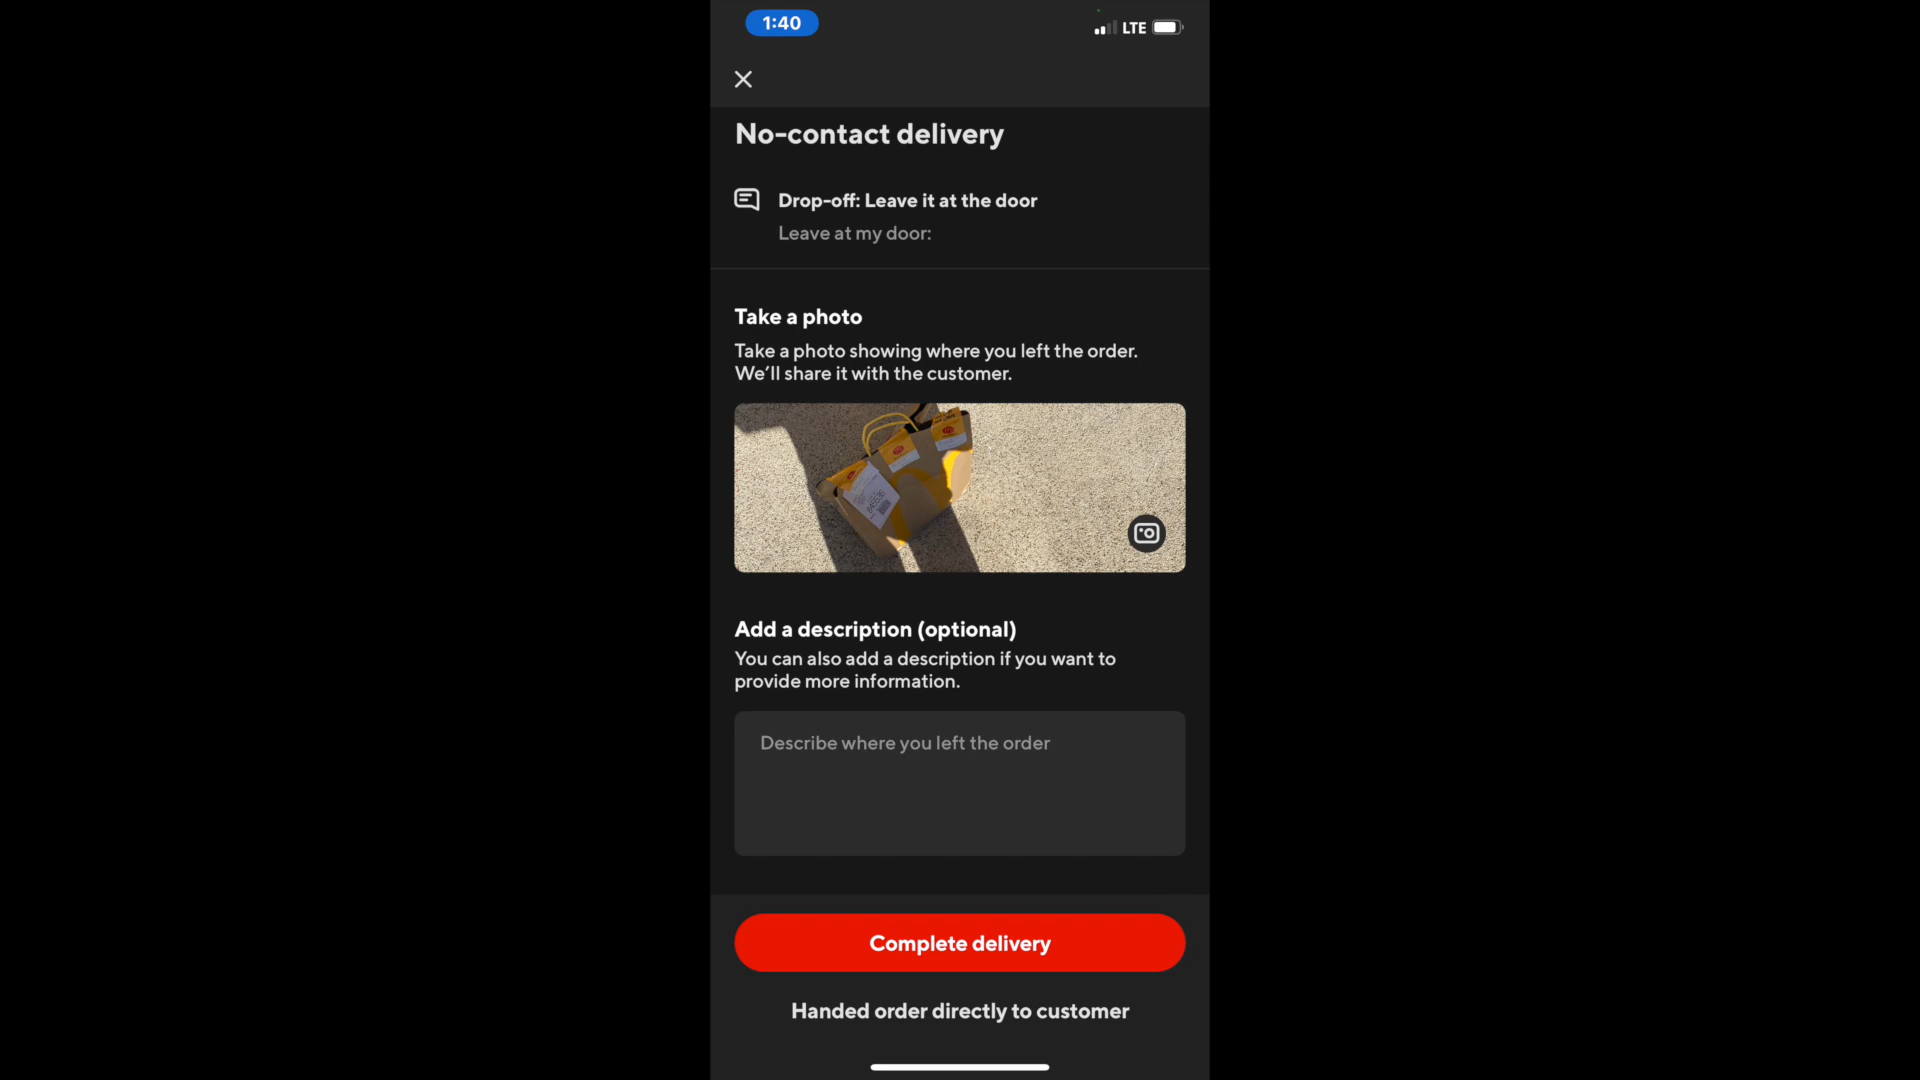 1:40
LTE
No-contact delivery
Drop-off: Leave it at the door
Leave at my door:
Take a photo
Take a photo showing where you left the order.
We’ll share it with the customer.
Add a description (optional)
You can also add a description if you want to
provide more information.
Describe where you left the order
Complete delivery
Handed order directly to customer